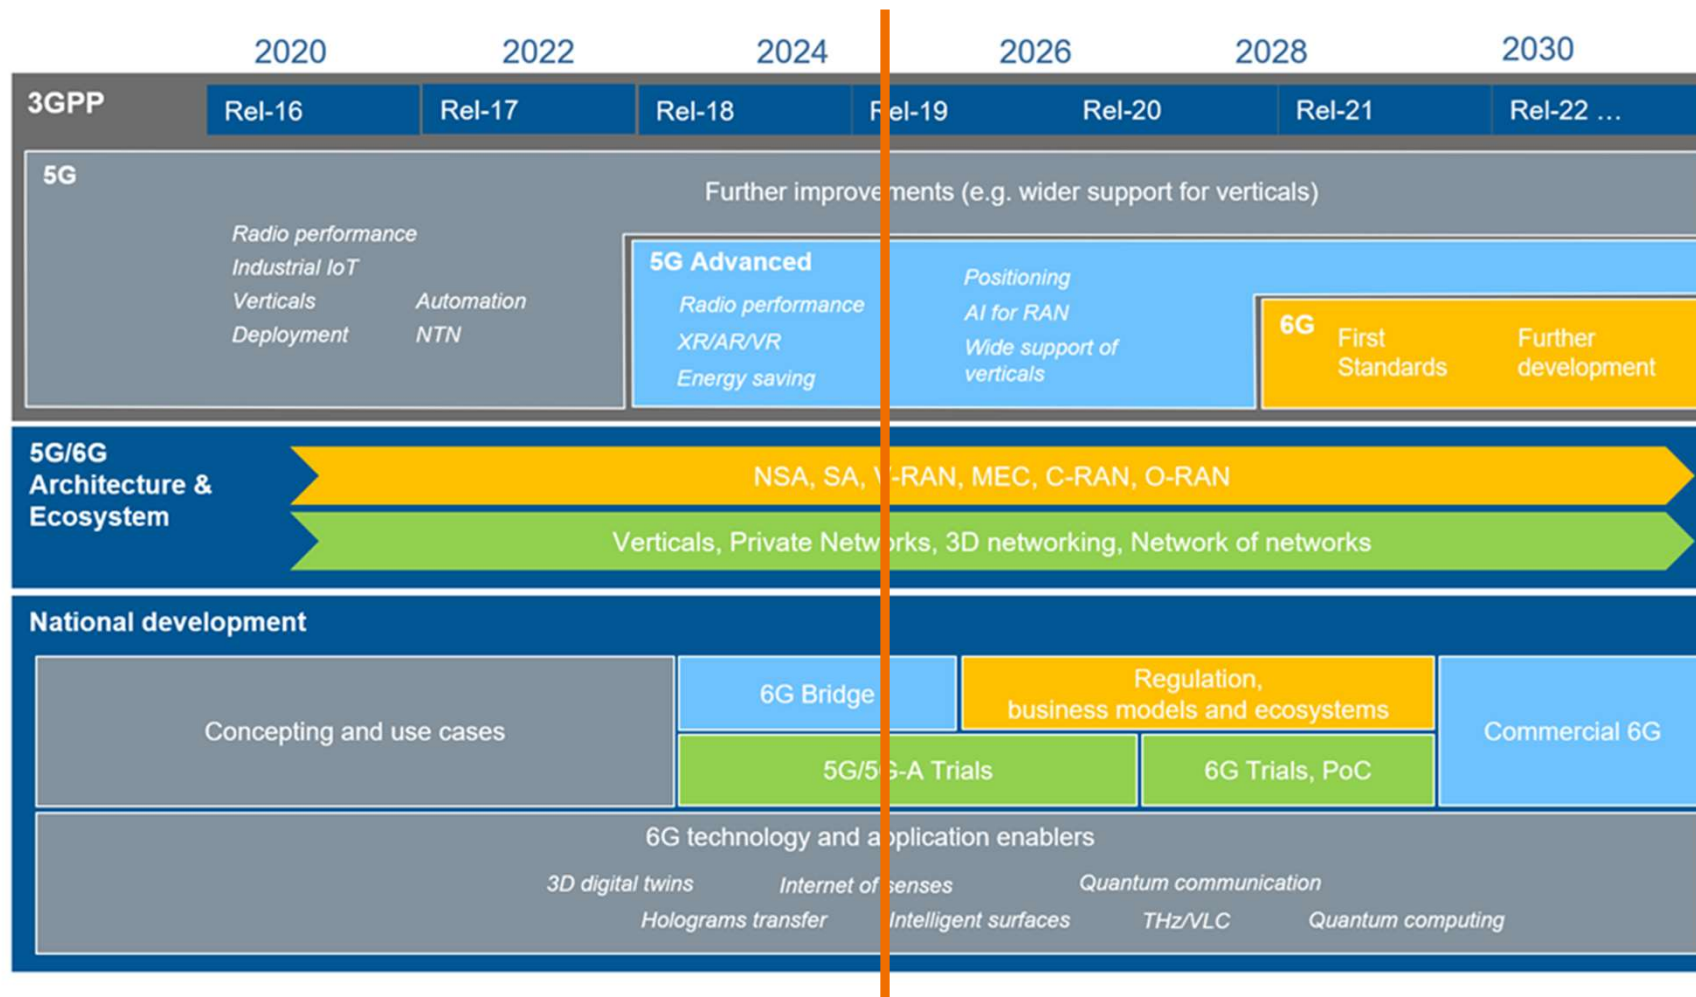 2020 2022 2024 2026 2028 2030
3GPP Rel-16 Rel-17 Rel-18 Rel-19 Rel-20 Rel-21 Rel-22 ...
5G
Further improvements (e.g. wider support for verticals)
Radio performance
Industrial IoT
Verticals Automation
Deployment NTN
5G Advanced
Radio performance
XR/AR/VR
Energy saving
Positioning
AI for RAN
Wide support of
verticals
6G
First
Standards
Further
development
5G/6G
Architecture &
Ecosystem
NSA, SA, V-RAN, MEC, C-RAN, O-RAN
Verticals, Private Networks, 3D networking, Network of networks
National development
Concepting and use cases
6G Bridge
Regulation,
business models and ecosystems
5G/5G-A Trials
6G Trials, PoC
Commercial 6G
6G technology and application enablers
3D digital twins Internet of senses Quantum communication
Holograms transfer Intelligent surfaces THz/VLC Quantum computing